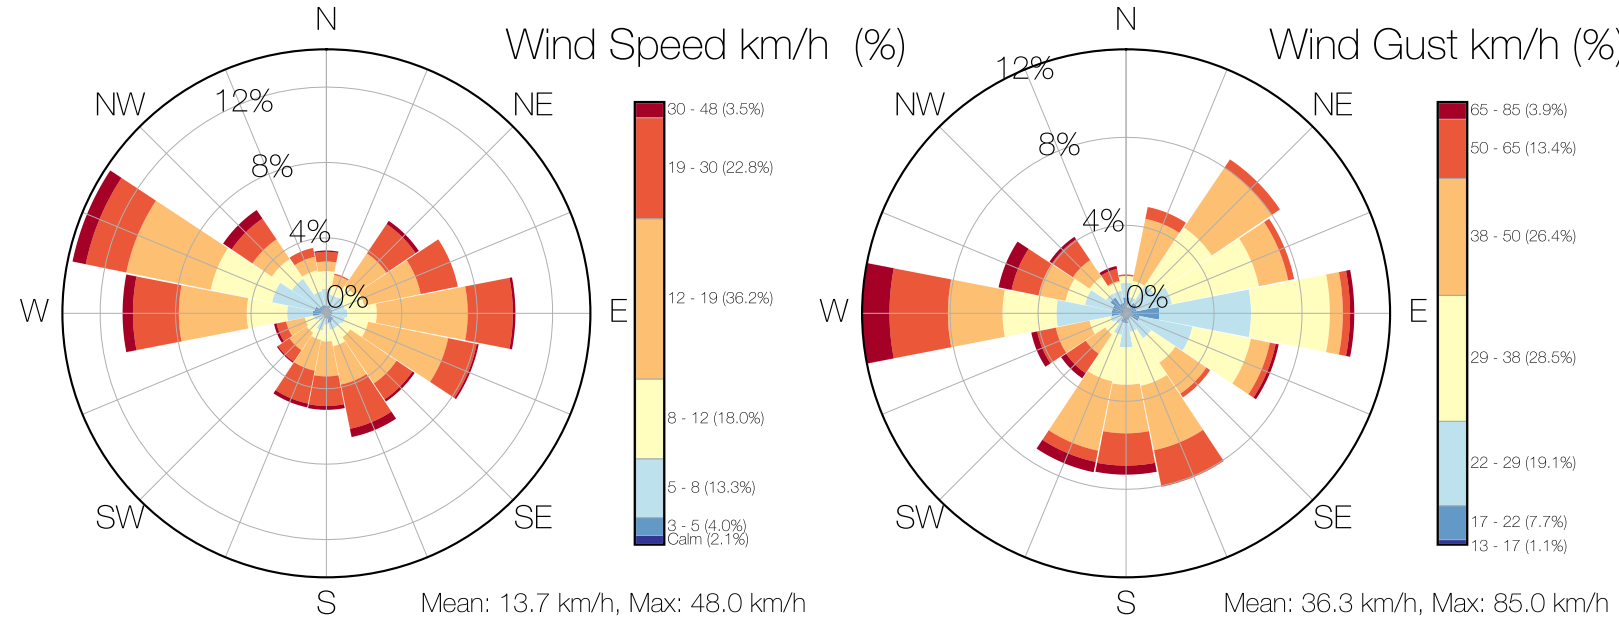 N
Wind Speed km/h (%)
NW
NE
12%
8%
4%
0%
W
E
SW
SE
S
30 - 48 (3.5%)
19 - 30 (22.8%)
12 - 19 (36.2%)
8 - 12 (18.0%)
5 - 8 (13.3%)
3 - 5 (4.0%)
Calm (2.1%)
Mean: 13.7 km/h, Max: 48.0 km/h
N
Wind Gust km/h (%)
12%
NW
NE
8%
4%
0%
W
E
SW
SE
S
65 - 85 (3.9%)
50 - 65 (13.4%)
38 - 50 (26.4%)
29 - 38 (28.5%)
22 - 29 (19.1%)
17 - 22 (7.7%)
13 - 17 (1.1%)
Mean: 36.3 km/h, Max: 85.0 km/h